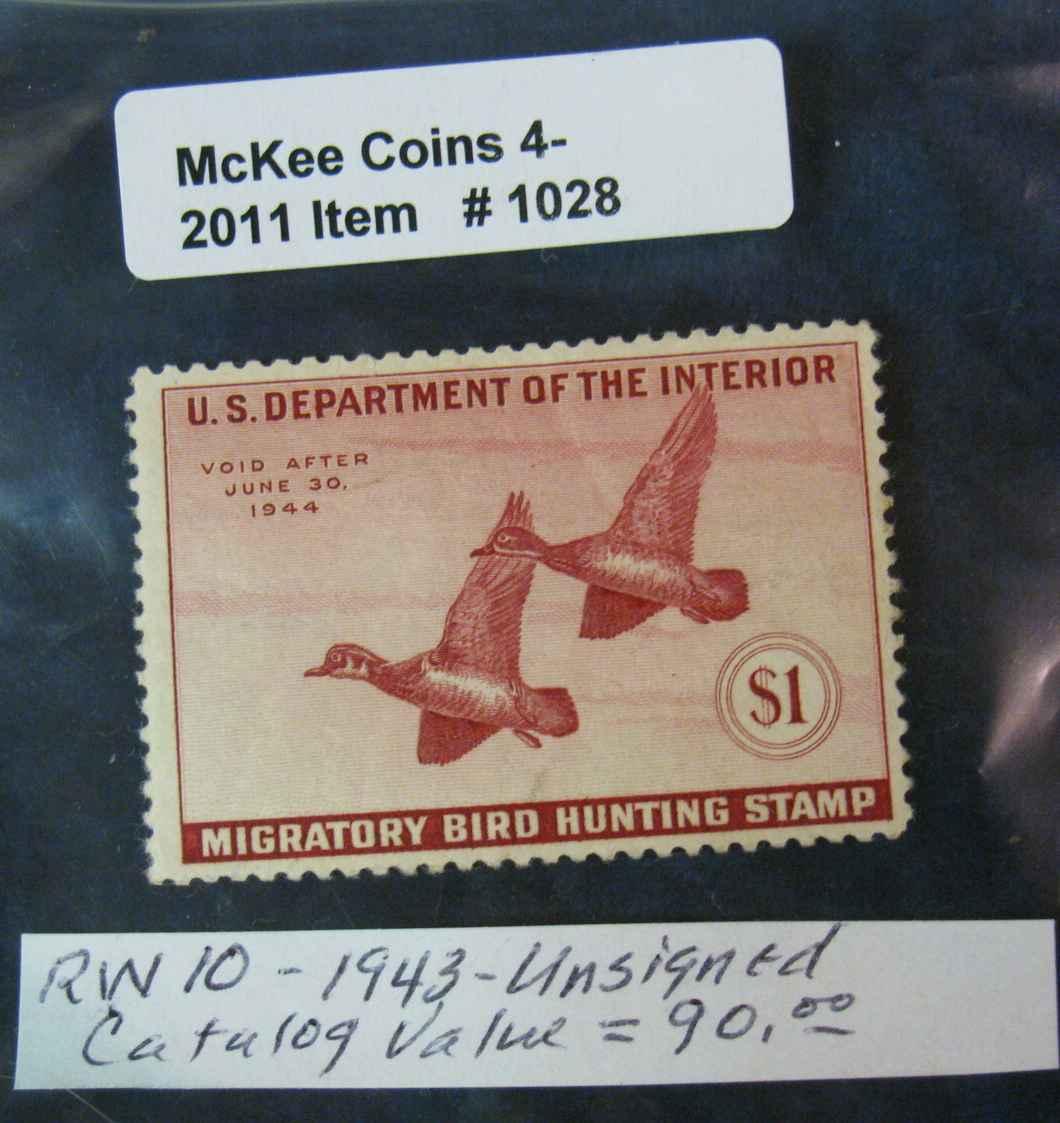 McKee Coins 4-
2011 Item # 1028
U.S. DEPARTMENT OF THE INTERIOR
VOID AFTER
JUNE 30,
1944
$1
MIGRATORY BIRD HUNTING STAMP
RW 10 - 1943 - Unsigned
Catalog Value = 90.00